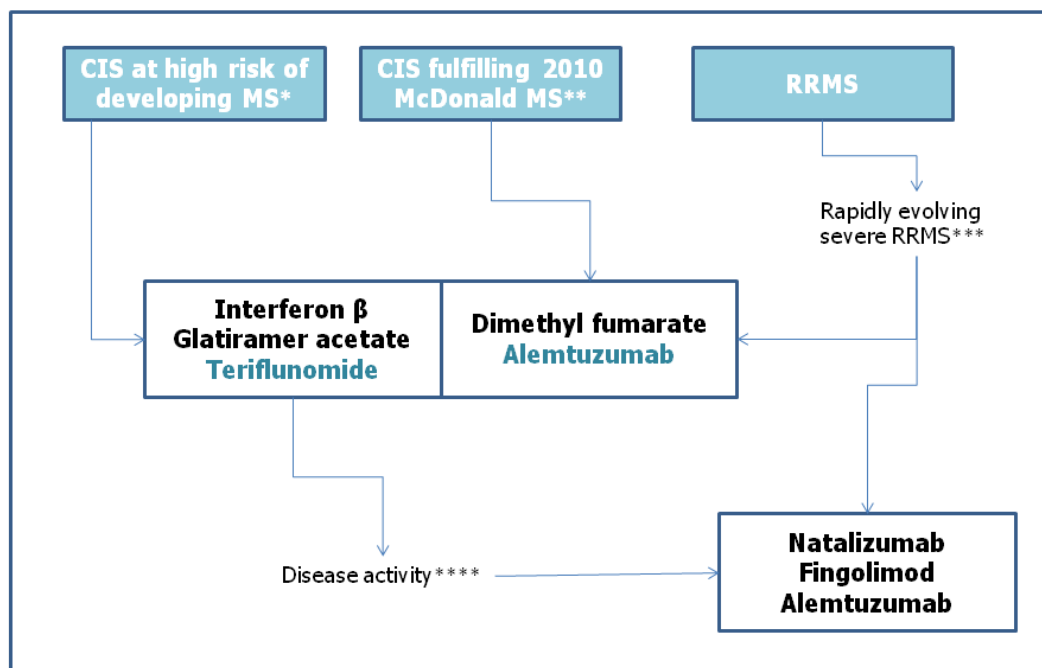 CIS at high risk of
developing MS*
CIS fulfilling 2010
McDonald MS**
RRMS
Rapidly evolving
severe RRMS***
Interferon β
Glatiramer acetate
Teriflunomide
Dimethyl fumarate
Alemtuzumab
Disease activity****
Natalizumab
Fingolimod
Alemtuzumab